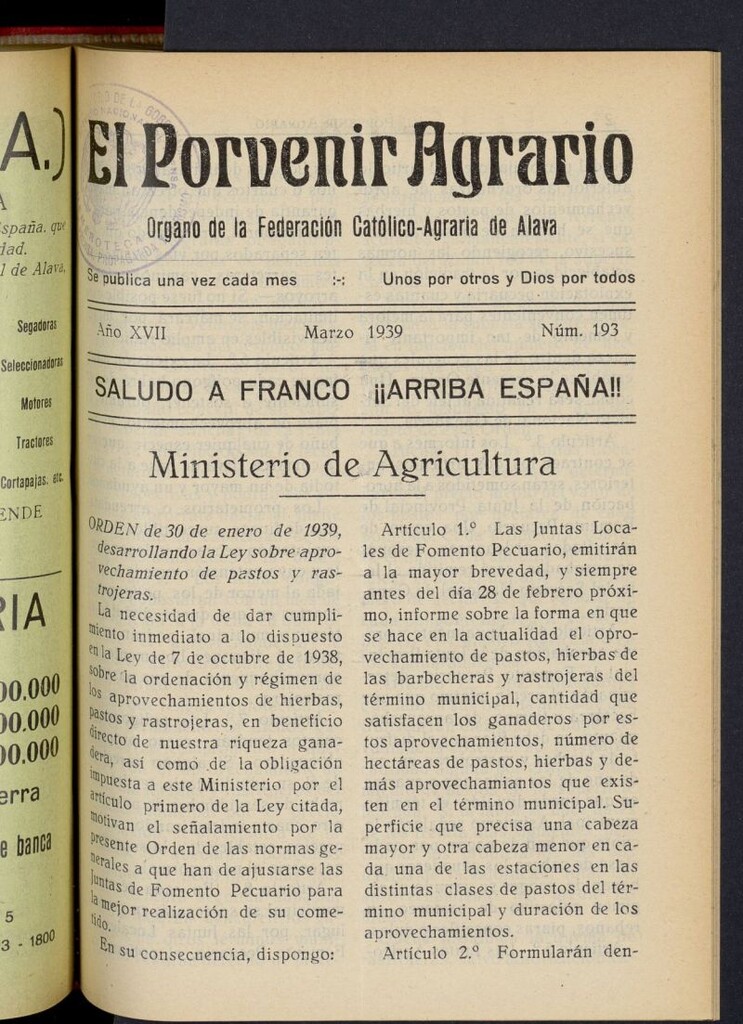 A.)
A
España. que
dad.
l de Alava,
Segadoras
Seleccionadoras
Motores
Tractores
Cortapajas. etc.
ENDE
RIA
00.000
00.000
00.000
erra
e banca
5
3 - 1800
El Porvenir Agrario
Organo de la Federación Católico-Agraria de Alava
Se publica una vez cada mes :-: Unos por otros y Dios por todos
Año XVII Marzo 1939 Núm. 193
SALUDO A FRANCO ¡¡ARRIBA ESPAÑA!!
Ministerio de Agricultura
ORDEN de 30 de enero de 1939,
desarrollando la Ley sobre apro-
vechamiento de pastos y ras-
trojeras.
La necesidad de dar cumpli-
miento inmediato a lo dispuesto
en la Ley de 7 de octubre de 1938,
sobre la ordenación y régimen de
los aprovechamientos de hierbas,
pastos y rastrojeras, en beneficio
directo de nuestra riqueza gana-
dera, así como de la obligación
impuesta a este Ministerio por el
artículo primero de la Ley citada,
motivan el señalamiento por la
presente Orden de las normas ge-
nerales a que han de ajustarse las
Juntas de Fomento Pecuario para
la mejor realización de su come-
tido.
En su consecuencia, dispongo:
Artículo 1.º Las Juntas Loca-
les de Fomento Pecuario, emitirán
a la mayor brevedad, y siempre
antes del día 28 de febrero próxi-
mo, informe sobre la forma en que
se hace en la actualidad el opro-
vechamiento de pastos, hierbas de
las barbecheras y rastrojeras del
término municipal, cantidad que
satisfacen los ganaderos por es-
tos aprovechamientos, número de
hectáreas de pastos, hierbas y de-
más aprovechamiantos que exis-
ten en el término municipal. Su-
perficie que precisa una cabeza
mayor y otra cabeza menor en ca-
da una de las estaciones en las
distintas clases de pastos del tér-
mino municipal y duración de los
aprovechamientos.
Artículo 2.º Formularán den-